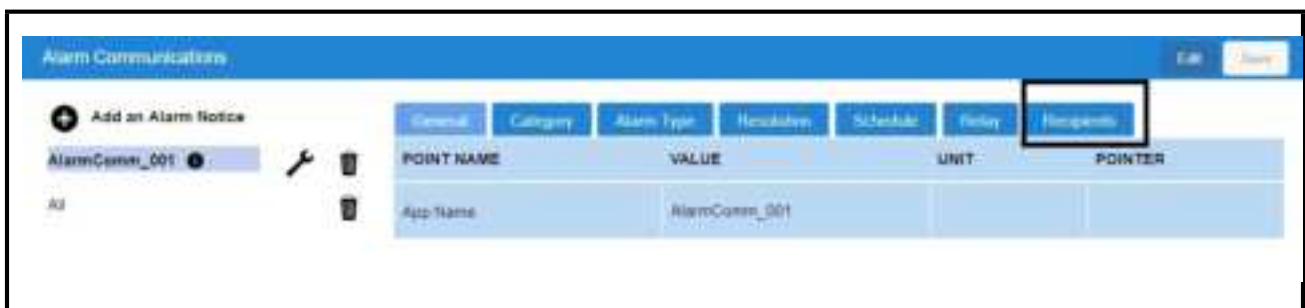 Alarm Communications
Edit Save
Add an Alarm Notice
General Category Alarm Type Resolution Schedule Relay Recipients
AlarmComm_001
POINT NAME VALUE UNIT POINTER
All
App Name AlarmComm_001